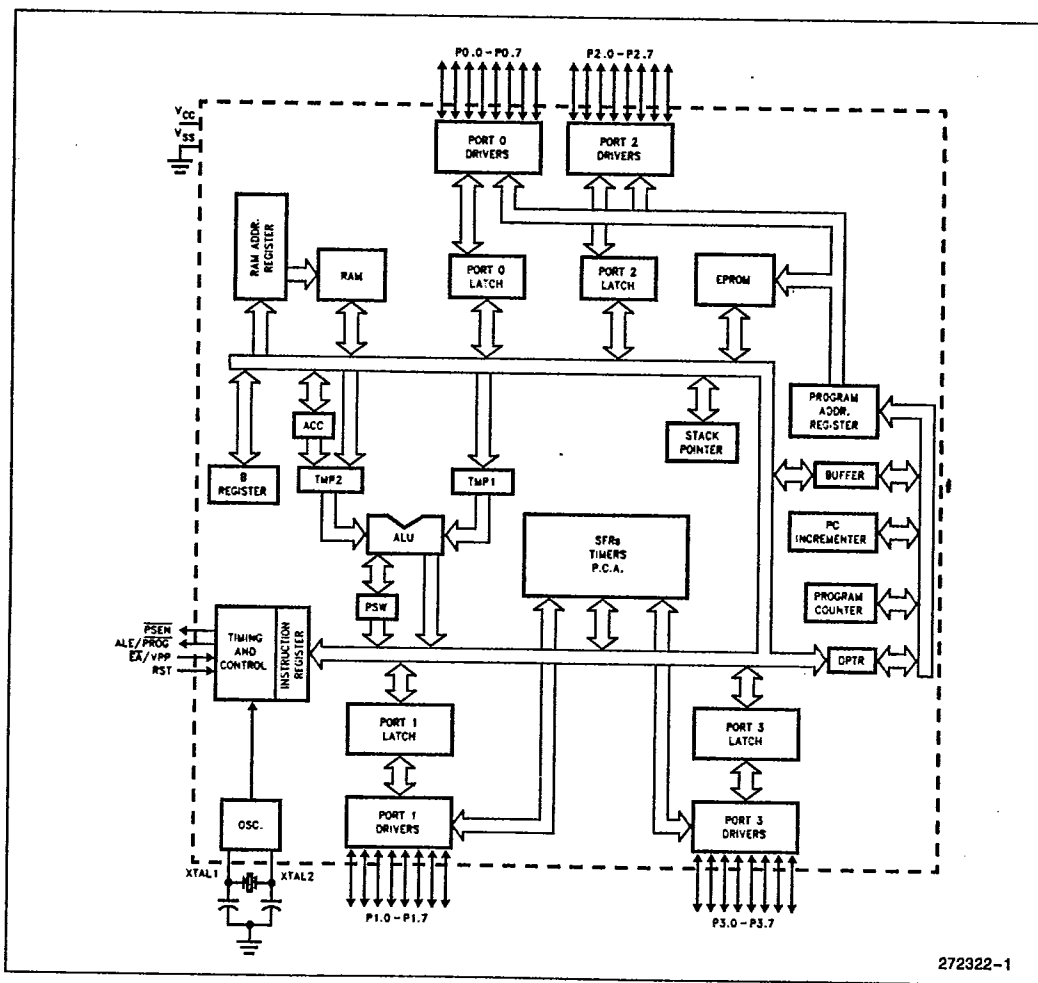 P0.0-P0.7
P2.0-P2.7
VCC
VSS
PORT 0
DRIVERS
PORT 2
DRIVERS
RAM ADDR.
REGISTER
RAM
PORT 0
LATCH
PORT 2
LATCH
EPROM
B
REGISTER
ACC
TMP2
TMP1
STACK
POINTER
PROGRAM
ADDR.
REGISTER
BUFFER
ALU
SFRs
TIMERS
P.C.A.
PC
INCREMENTER
PSW
PROGRAM
COUNTER
PSEN
ALE/PROG
EA/VPP
RST
TIMING
AND
CONTROL
INSTRUCTION
REGISTER
DPTR
PORT 1
LATCH
PORT 3
LATCH
OSC.
PORT 1
DRIVERS
PORT 3
DRIVERS
XTAL1
XTAL2
P1.0-P1.7
P3.0-P3.7
272322-1